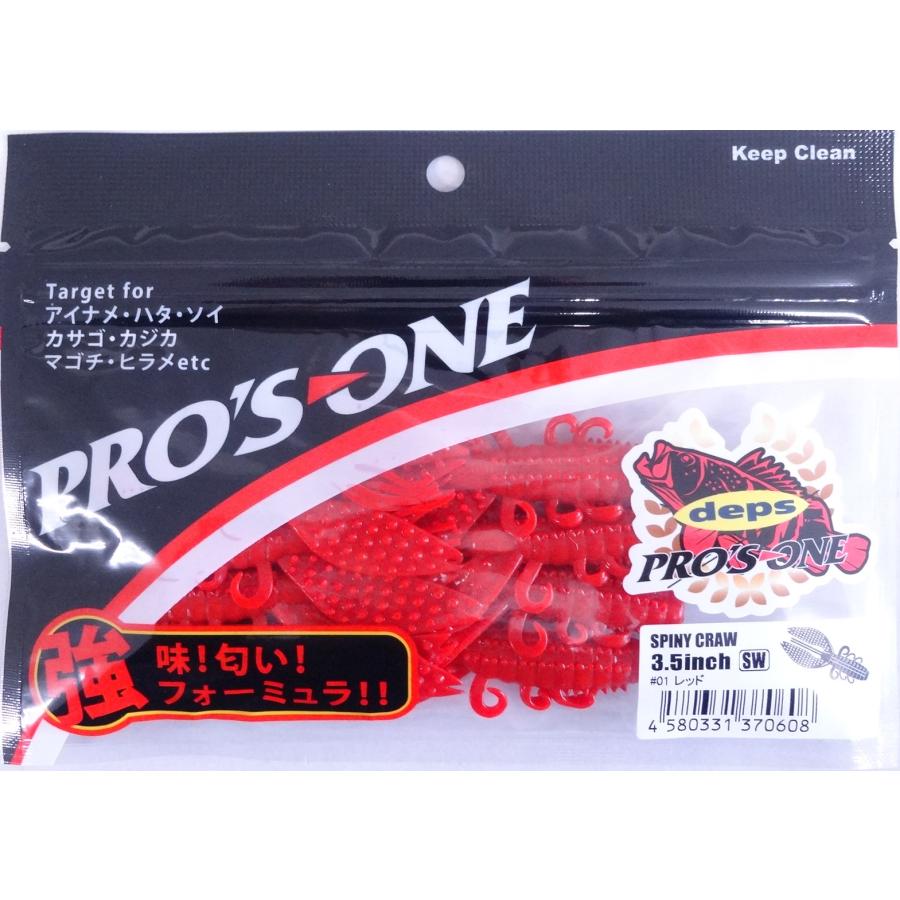 Keep Clean
Target for
アイナメ・ハタ・ソイ
カサゴ・カジカ
マゴチ・ヒラメetc
PRO'S-ONE
deps
PRO'S ONE
強
味!匂い!
フォーミュラ!!
SPINY CRAW
3.5inch SW
#01 レッド
4 580331 370608